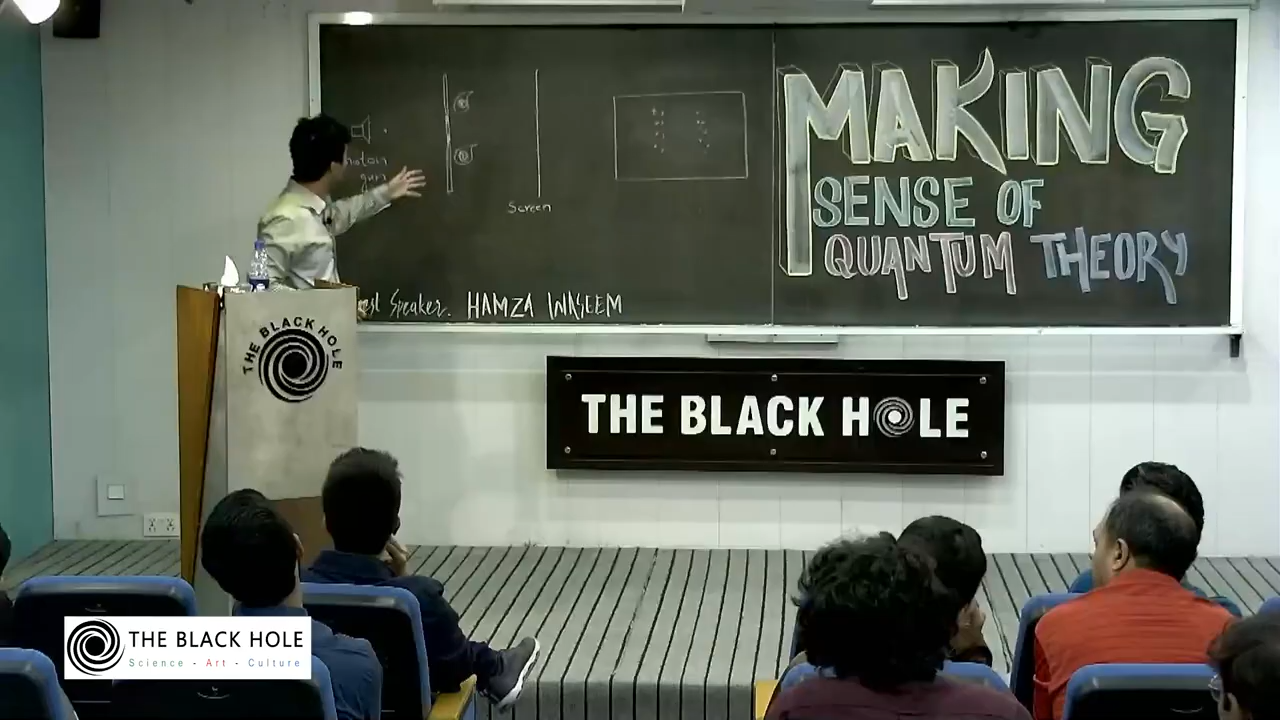 MAKING
SENSE OF
QUANTUM THEORY
gun
Screen
Speaker. HAMZA WASEEM
THE BLACK HOLE
THE BLACK HOLE
THE BLACK HOLE
Science - Art - Culture